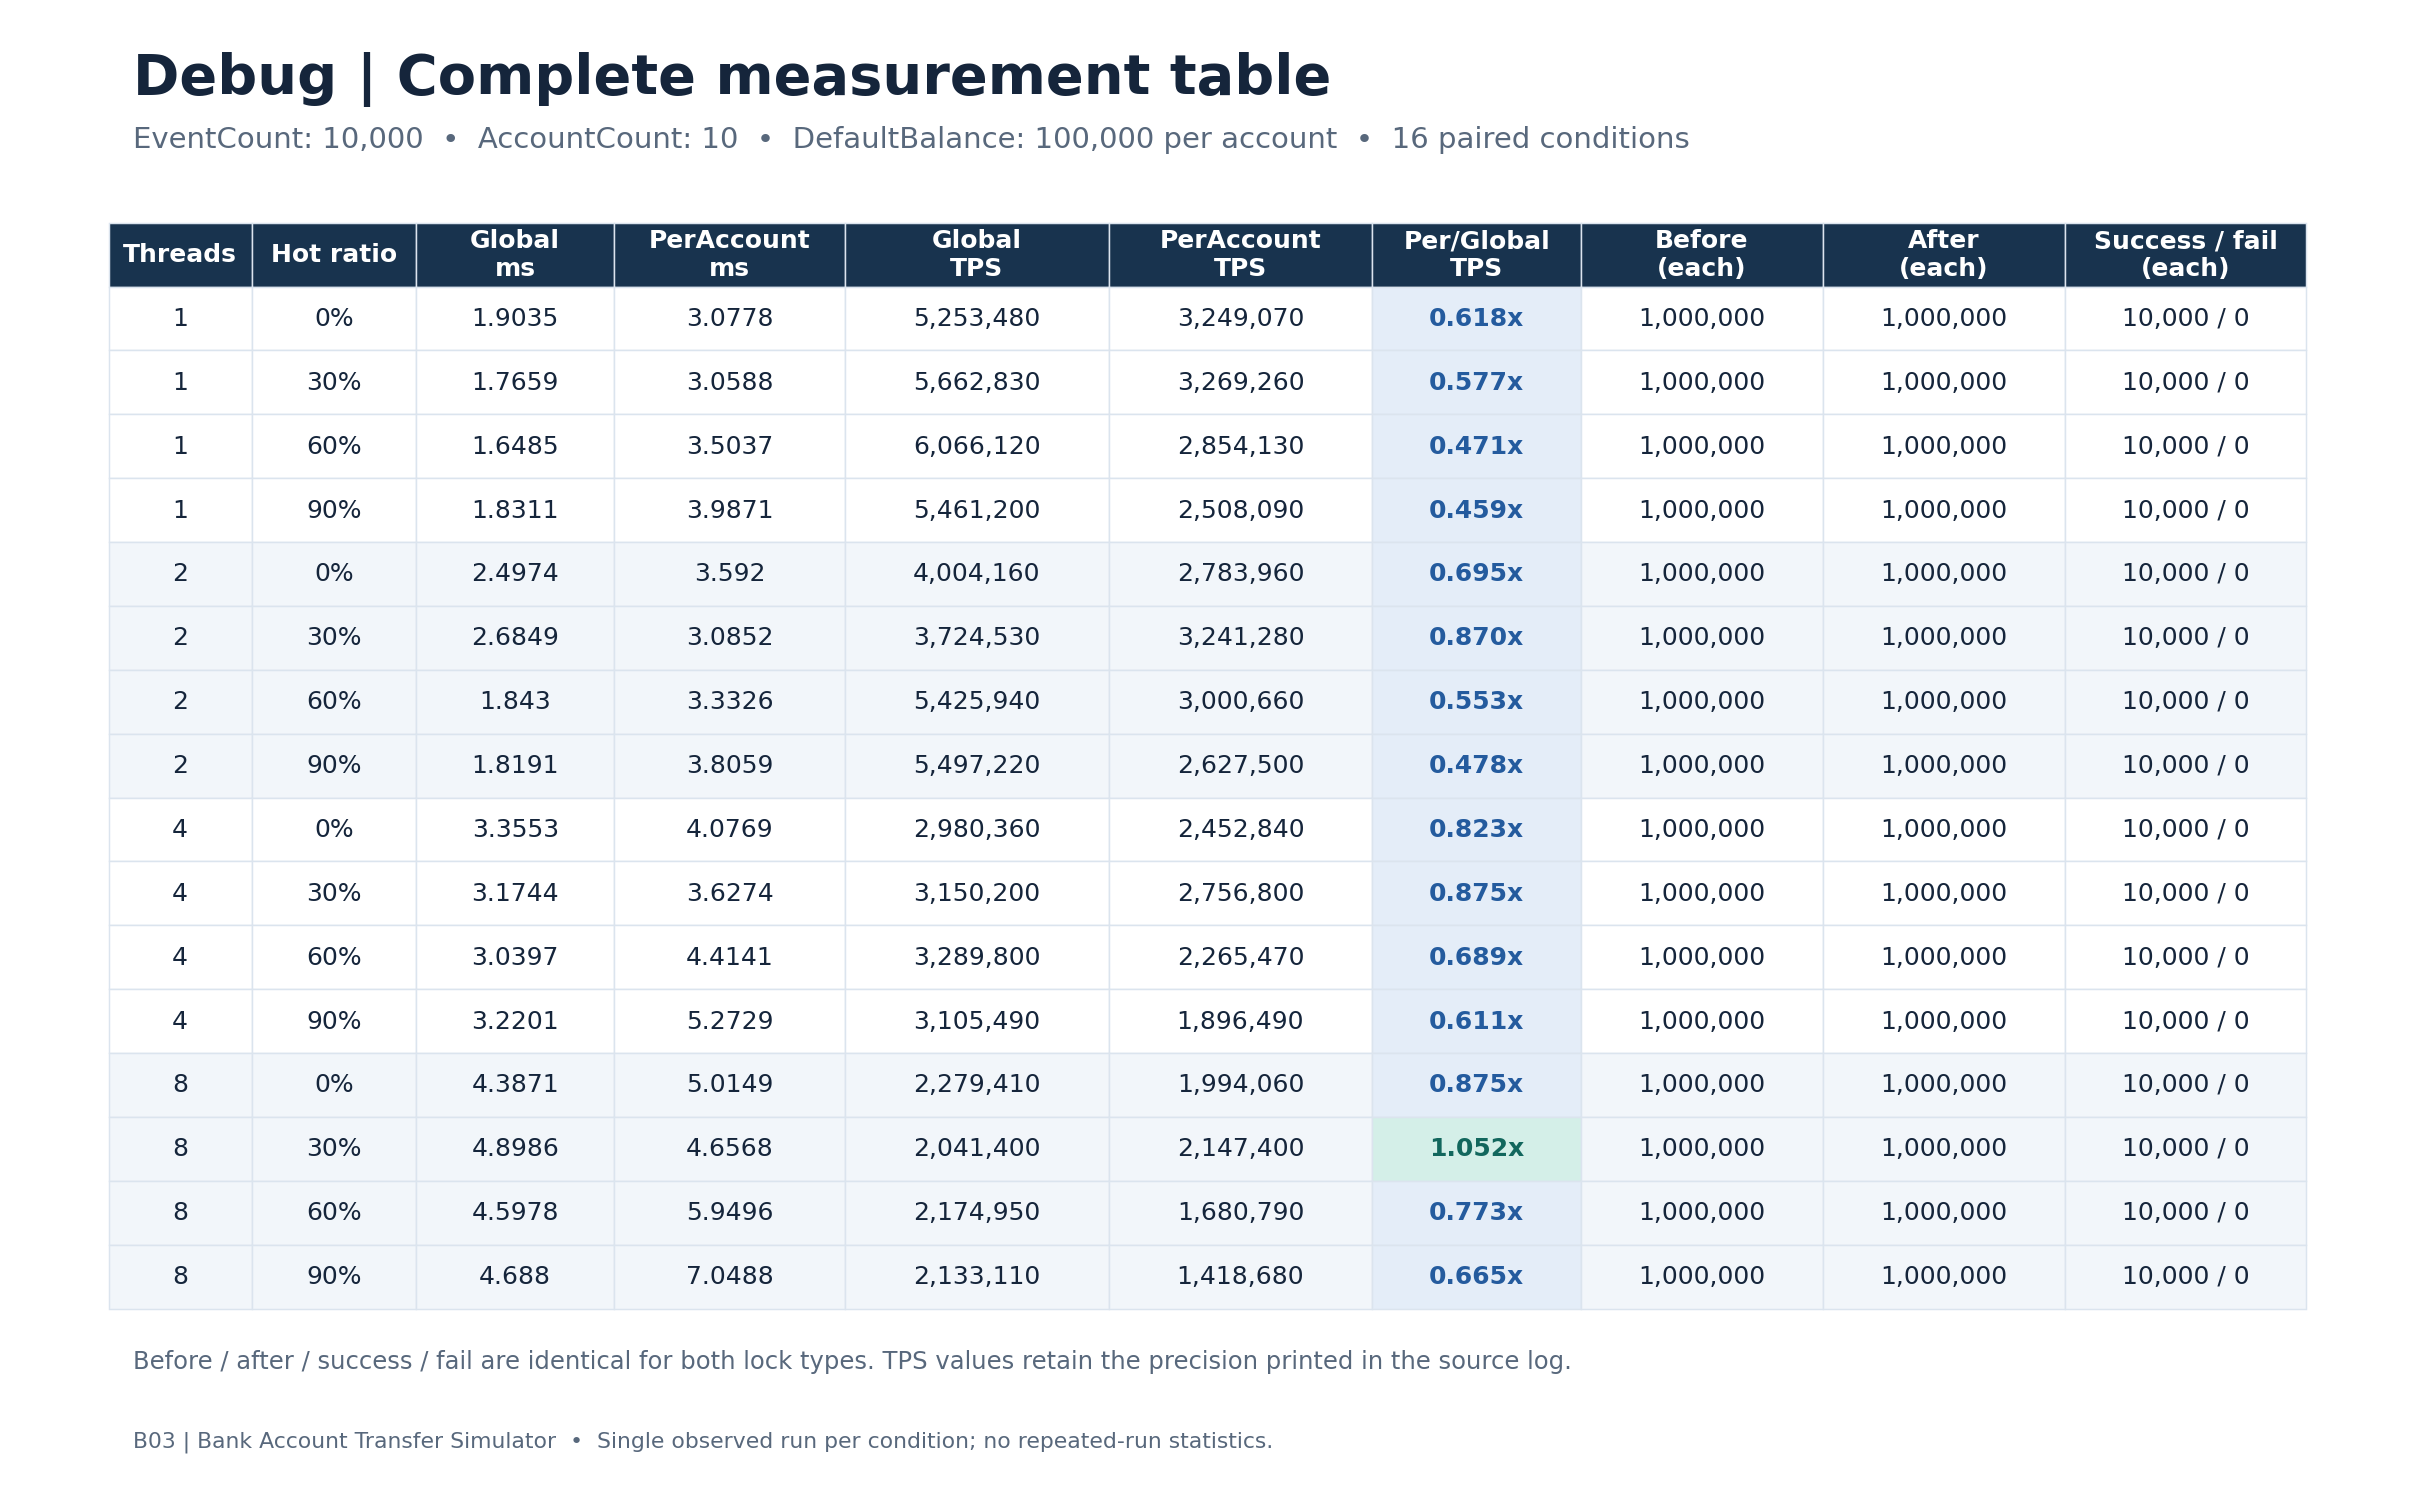 Debug | Complete measurement table
EventCount: 10,000 • AccountCount: 10 • DefaultBalance: 100,000 per account • 16 paired conditions
Threads Hot ratio Global ms PerAccount ms Global TPS PerAccount TPS Per/Global TPS Before (each) After (each) Success / fail (each)
1 0% 1.9035 3.0778 5,253,480 3,249,070 0.618x 1,000,000 1,000,000 10,000 / 0
1 30% 1.7659 3.0588 5,662,830 3,269,260 0.577x 1,000,000 1,000,000 10,000 / 0
1 60% 1.6485 3.5037 6,066,120 2,854,130 0.471x 1,000,000 1,000,000 10,000 / 0
1 90% 1.8311 3.9871 5,461,200 2,508,090 0.459x 1,000,000 1,000,000 10,000 / 0
2 0% 2.4974 3.592 4,004,160 2,783,960 0.695x 1,000,000 1,000,000 10,000 / 0
2 30% 2.6849 3.0852 3,724,530 3,241,280 0.870x 1,000,000 1,000,000 10,000 / 0
2 60% 1.843 3.3326 5,425,940 3,000,660 0.553x 1,000,000 1,000,000 10,000 / 0
2 90% 1.8191 3.8059 5,497,220 2,627,500 0.478x 1,000,000 1,000,000 10,000 / 0
4 0% 3.3553 4.0769 2,980,360 2,452,840 0.823x 1,000,000 1,000,000 10,000 / 0
4 30% 3.1744 3.6274 3,150,200 2,756,800 0.875x 1,000,000 1,000,000 10,000 / 0
4 60% 3.0397 4.4141 3,289,800 2,265,470 0.689x 1,000,000 1,000,000 10,000 / 0
4 90% 3.2201 5.2729 3,105,490 1,896,490 0.611x 1,000,000 1,000,000 10,000 / 0
8 0% 4.3871 5.0149 2,279,410 1,994,060 0.875x 1,000,000 1,000,000 10,000 / 0
8 30% 4.8986 4.6568 2,041,400 2,147,400 1.052x 1,000,000 1,000,000 10,000 / 0
8 60% 4.5978 5.9496 2,174,950 1,680,790 0.773x 1,000,000 1,000,000 10,000 / 0
8 90% 4.688 7.0488 2,133,110 1,418,680 0.665x 1,000,000 1,000,000 10,000 / 0
Before / after / success / fail are identical for both lock types. TPS values retain the precision printed in the source log.
B03 | Bank Account Transfer Simulator • Single observed run per condition; no repeated-run statistics.